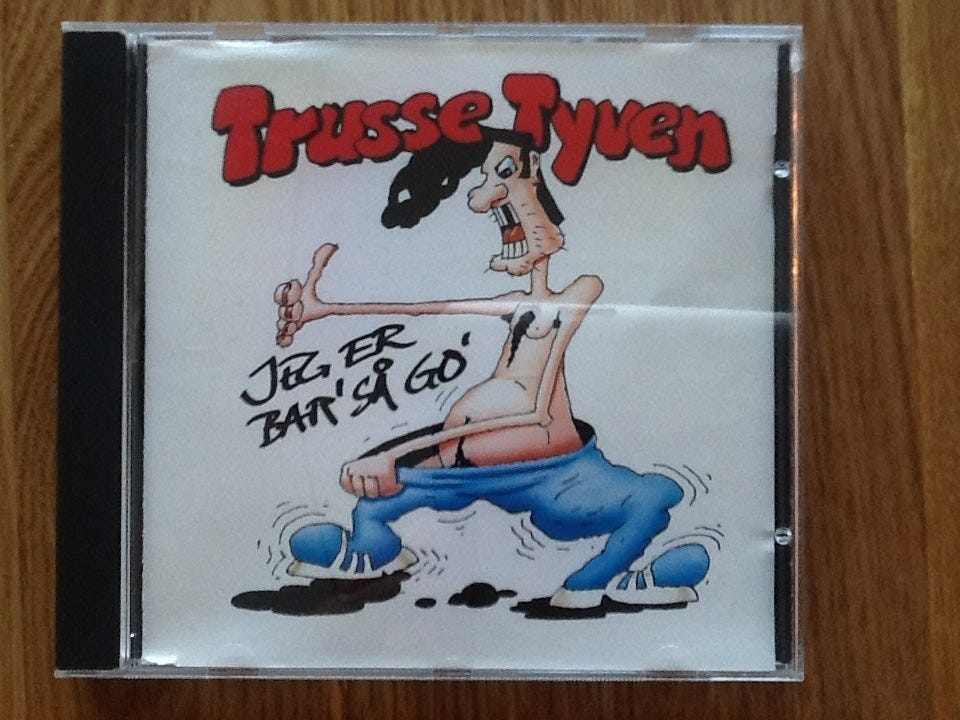 Trusse Tyven
JEG ER
BAR' SÅ GO'